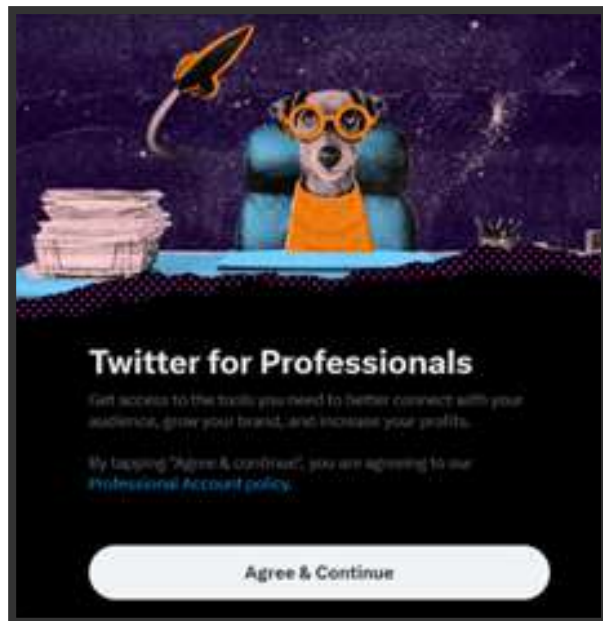 Twitter for Professionals
Get access to the tools you need to better connect with your
audience, grow your brand, and increase your profits.
By tapping "Agree & continue", you are agreeing to our
Professional Account policy.
Agree & Continue